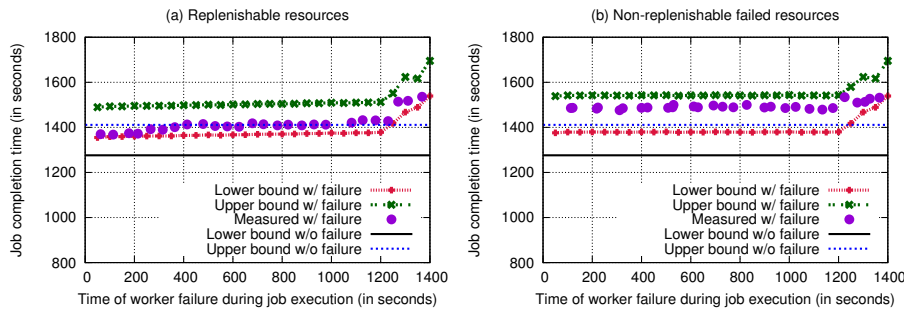 (a) Replenishable resources
1800
1600
1400
1200
1000
800
Job completion time (in seconds)
Lower bound w/ failure
Upper bound w/ failure
Measured w/ failure
Lower bound w/o failure
Upper bound w/o failure
0 200 400 600 800 1000 1200 1400
Time of worker failure during job execution (in seconds)
(b) Non-replenishable failed resources
1800
1600
1400
1200
1000
800
Job completion time (in seconds)
Lower bound w/ failure
Upper bound w/ failure
Measured w/ failure
Lower bound w/o failure
Upper bound w/o failure
0 200 400 600 800 1000 1200 1400
Time of worker failure during job execution (in seconds)